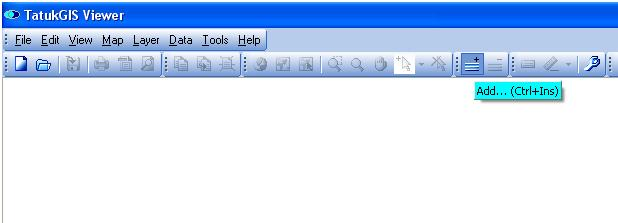 TatukGIS Viewer
File Edit View Map Layer Data Tools Help
Add... (Ctrl+Ins)